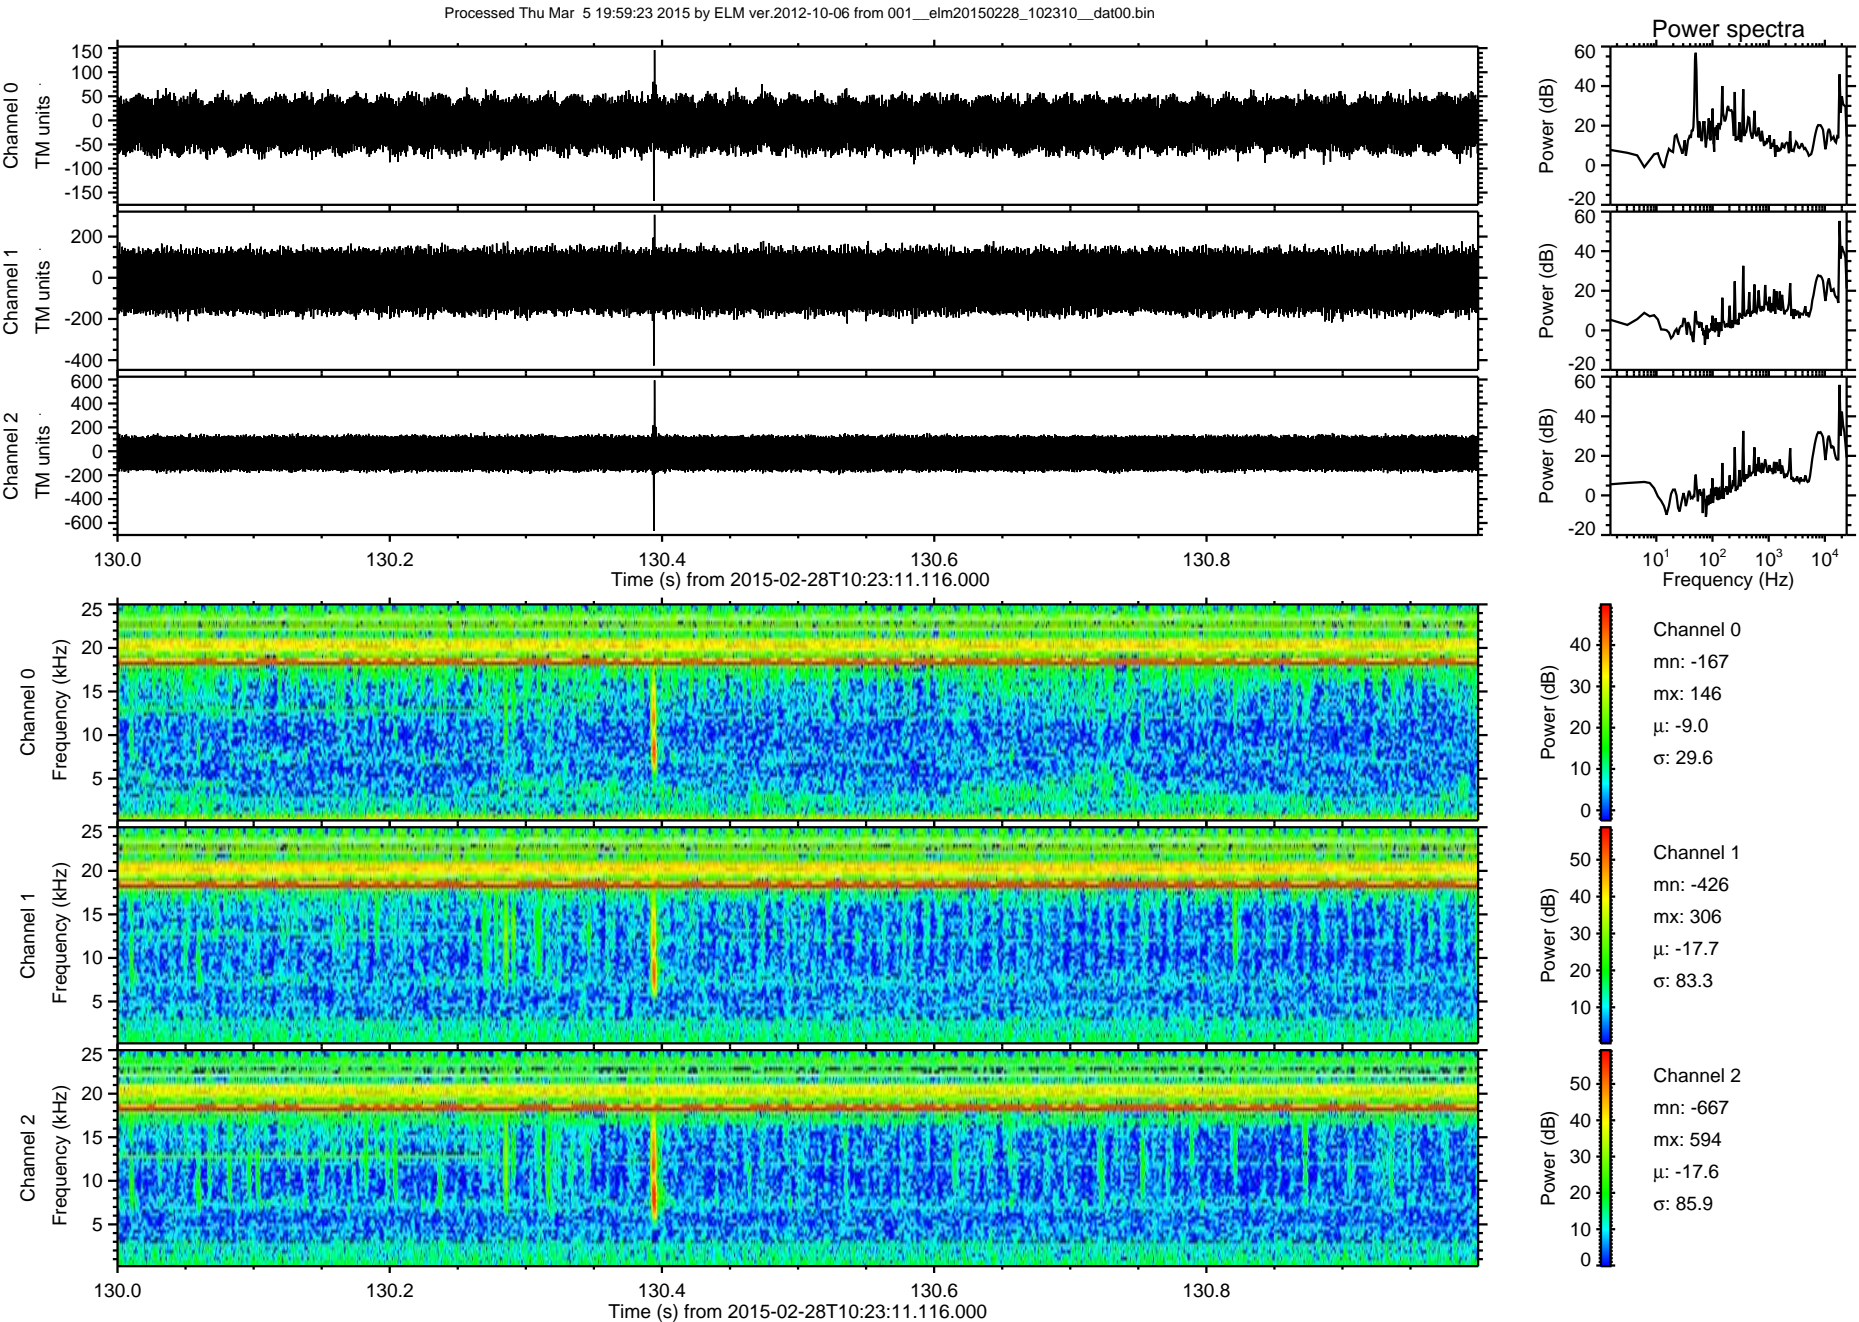 Processed Thu Mar 5 19:59:23 2015 by ELM ver.2012-10-06 from 001__elm20150228_102310__dat00.bin
Power spectra
Channel 0
TM units
150
100
50
0
-50
-100
-150
Power (dB)
60
40
20
0
-20
Channel 1
TM units
200
0
-200
-400
Power (dB)
60
40
20
0
-20
Channel 2
TM units
600
400
200
0
-200
-400
-600
Power (dB)
60
40
20
0
-20
130.0 130.2 130.4 130.6 130.8
Time (s) from 2015-02-28T10:23:11.116.000
10^1 10^2 10^3 10^4
Frequency (Hz)
Channel 0
Frequency (kHz)
25
20
15
10
5
Power (dB)
40
30
20
10
0
Channel 0
mn: -167
mx: 146
μ: -9.0
σ: 29.6
Channel 1
Frequency (kHz)
25
20
15
10
5
Power (dB)
50
40
30
20
10
Channel 1
mn: -426
mx: 306
μ: -17.7
σ: 83.3
Channel 2
Frequency (kHz)
25
20
15
10
5
Power (dB)
50
40
30
20
10
0
Channel 2
mn: -667
mx: 594
μ: -17.6
σ: 85.9
130.0 130.2 130.4 130.6 130.8
Time (s) from 2015-02-28T10:23:11.116.000